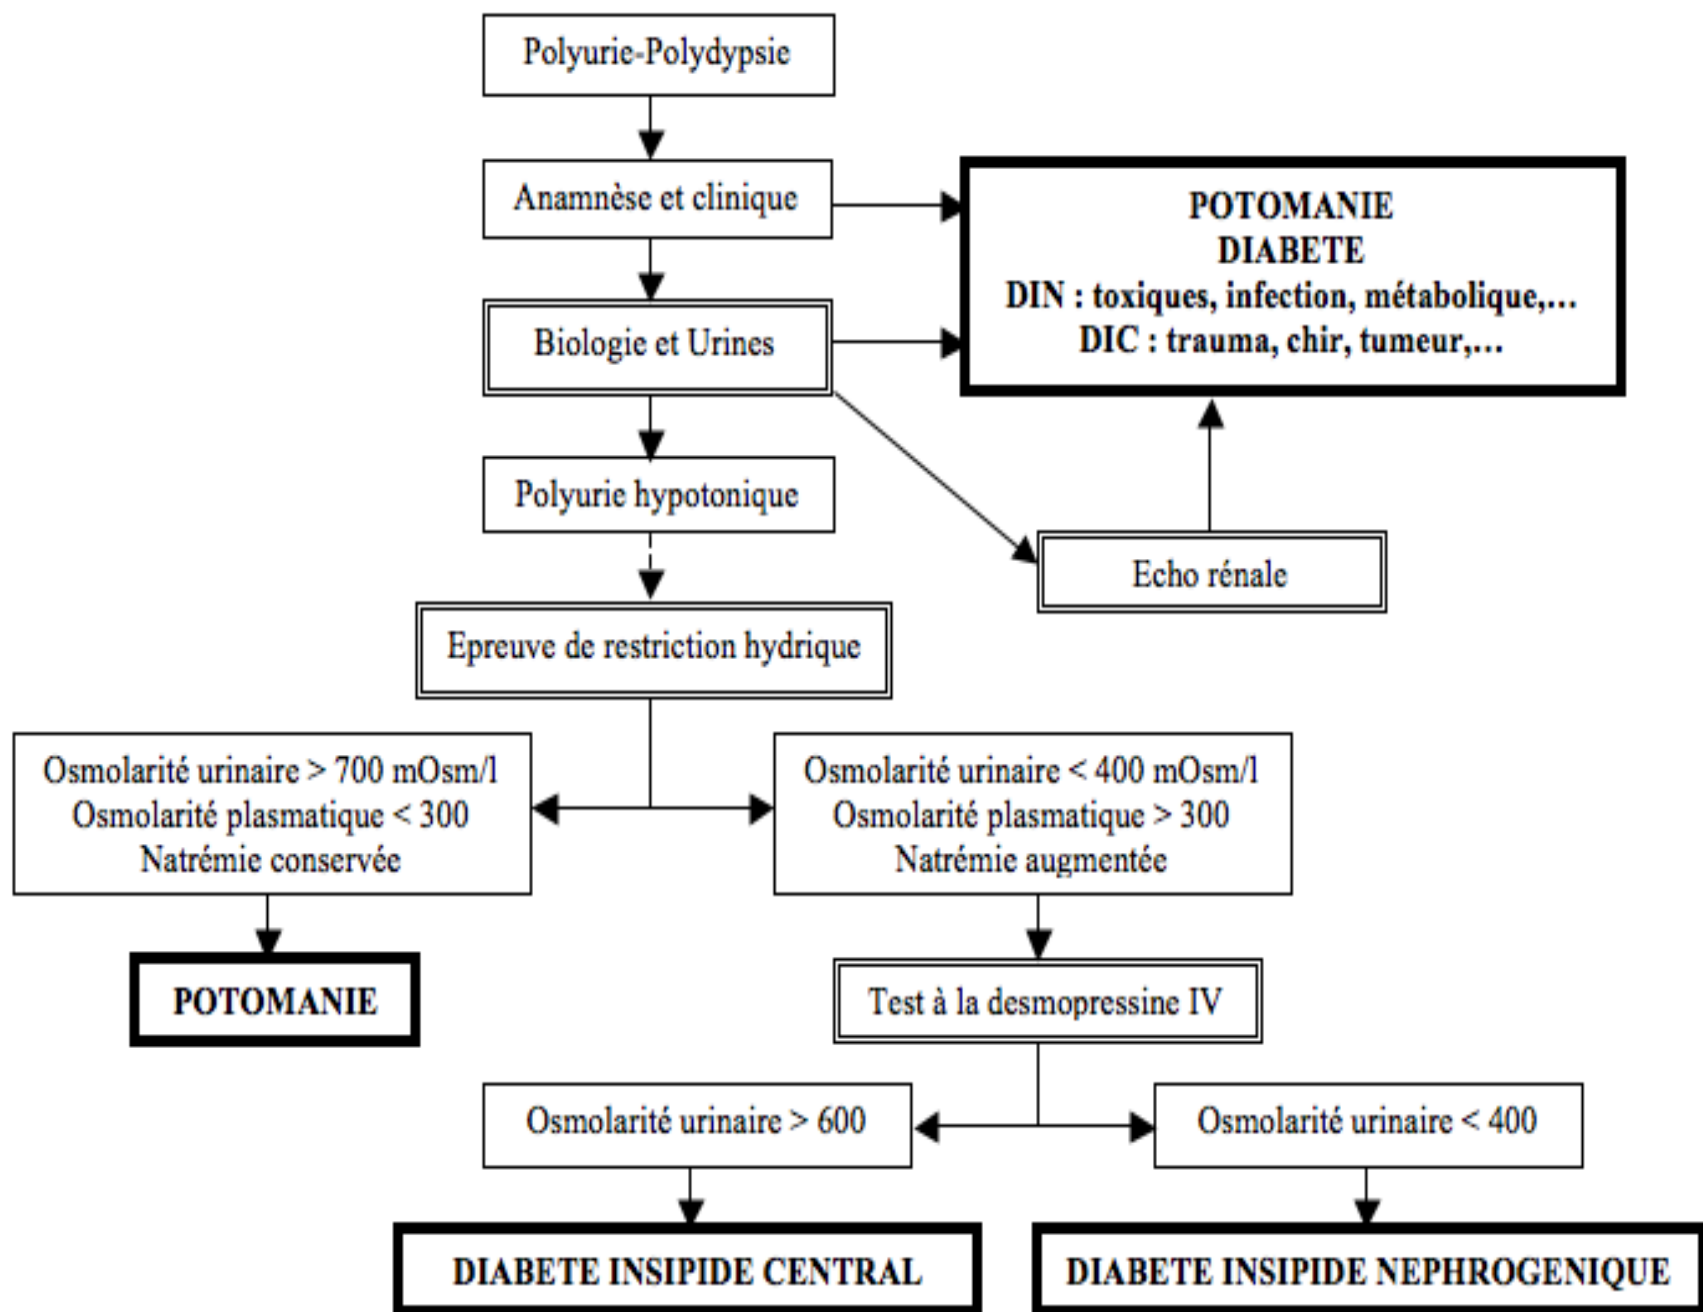 Polyurie-Polydypsie
Anamnèse et clinique
POTOMANIE
DIABETE
DIN : toxiques, infection, métabolique,...
DIC : trauma, chir, tumeur,...
Biologie et Urines
Polyurie hypotonique
Echo rénale
Epreuve de restriction hydrique
Osmolarité urinaire > 700 mOsm/l
Osmolarité plasmatique < 300
Natrémie conservée
Osmolarité urinaire < 400 mOsm/l
Osmolarité plasmatique > 300
Natrémie augmentée
POTOMANIE
Test à la desmopressine IV
Osmolarité urinaire > 600
Osmolarité urinaire < 400
DIABETE INSIPIDE CENTRAL
DIABETE INSIPIDE NEPHROGENIQUE